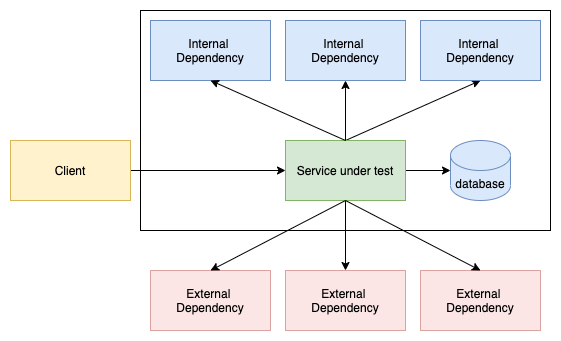 Internal
Dependency
Internal
Dependency
Internal
Dependency
Client
Service under test
database
External
Dependency
External
Dependency
External
Dependency